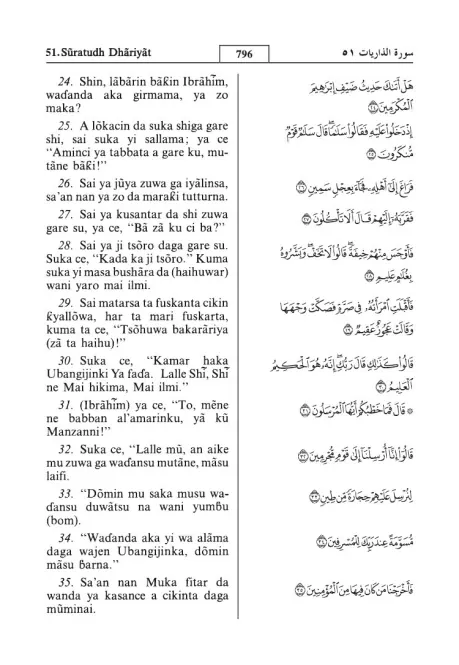 51. Sūratudh Dhāriyāt
796
سورة الذاريات ٥١
24. Shin, lābārin bāƙin Ibrāhīm,
waɗanda aka girmama, ya zo
maka?
25. A lōkacin da suka shiga gare
shi, sai suka yi sallama; ya ce
“Aminci ya tabbata a gare ku, mu-
tāne bāƙi!”
26. Sai ya jūya zuwa ga iyālinsa,
sa’an nan ya zo da maraƙi tutturna.
27. Sai ya kusantar da shi zuwa
gare su, ya ce, “Bā zā ku ci ba?”
28. Sai ya ji tsōro daga gare su.
Suka ce, “Kada ka ji tsōro.” Kuma
suka yi masa bushāra da (haihuwar)
wani yaro mai ilmi.
29. Sai matarsa ta fuskanta cikin
ƙyallōwa, har ta mari fuskarta,
kuma ta ce, “Tsōhuwa bakarāriya
(zā ta haihu)!”
30. Suka ce, “Kamar haka
Ubangijinki Ya faɗa. Lalle Shī, Shī
ne Mai hikima, Mai ilmi.”
31. (Ibrāhīm) ya ce, “To, mēne
ne babban al’amarinku, yā kū
Manzanni!”
32. Suka ce, “Lalle mū, an aike
mu zuwa ga waɗansu mutāne, māsu
laifi.
33. “Dōmin mu saka musu wa-
ɗansu duwātsu na wani yumɓu
(bom).
34. “Waɗanda aka yi wa alāma
daga wajen Ubangijinka, dōmin
māsu ɓarna.”
35. Sa’an nan Muka fitar da
wanda ya kasance a cikinta daga
mūminai.
هَلْ أَتَىٰكَ حَدِيثُ ضَيْفِ إِبْرَٰهِيمَ
ٱلْمُكْرَمِينَ ٢٤
إِذْ دَخَلُوا۟ عَلَيْهِ فَقَالُوا۟ سَلَٰمًا قَالَ سَلَٰمٌ قَوْمٌ
مُّنكَرُونَ ٢٥
فَرَاغَ إِلَىٰٓ أَهْلِهِۦ فَجَآءَ بِعِجْلٍ سَمِينٍ ٢٦
فَقَرَّبَهُۥٓ إِلَيْهِمْ قَالَ أَلَا تَأْكُلُونَ ٢٧
فَأَوْجَسَ مِنْهُمْ خِيفَةً قَالُوا۟ لَا تَخَفْ وَبَشَّرُوهُ
بِغُلَٰمٍ عَلِيمٍ ٢٨
فَأَقْبَلَتِ ٱمْرَأَتُهُۥ فِى صَرَّةٍ فَصَكَّتْ وَجْهَهَا
وَقَالَتْ عَجُوزٌ عَقِيمٌ ٢٩
قَالُوا۟ كَذَٰلِكِ قَالَ رَبُّكِ إِنَّهُۥ هُوَ ٱلْحَكِيمُ
ٱلْعَلِيمُ ٣٠
۞ قَالَ فَمَا خَطْبُكُمْ أَيُّهَا ٱلْمُرْسَلُونَ ٣١
قَالُوٓا۟ إِنَّآ أُرْسِلْنَآ إِلَىٰ قَوْمٍ مُّجْرِمِينَ ٣٢
لِنُرْسِلَ عَلَيْهِمْ حِجَارَةً مِّن طِينٍ ٣٣
مُّسَوَّمَةً عِندَ رَبِّكَ لِلْمُسْرِفِينَ ٣٤
فَأَخْرَجْنَا مَن كَانَ فِيهَا مِنَ ٱلْمُؤْمِنِينَ ٣٥